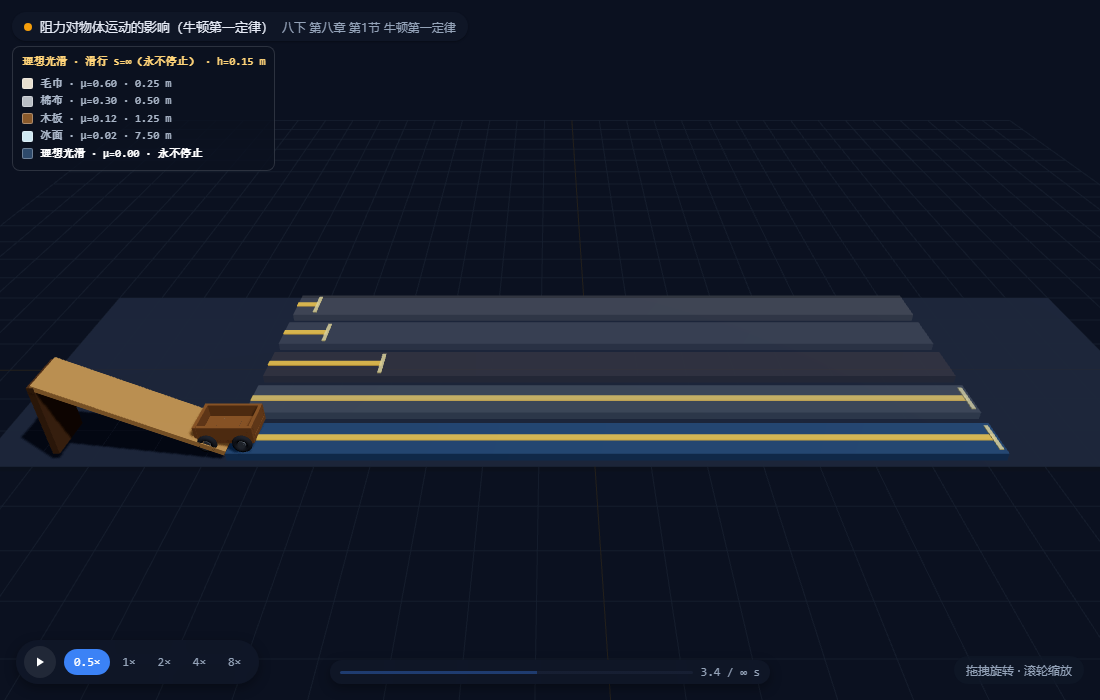 阻力对物体运动的影响（牛顿第一定律） 八下 第八章 第1节 牛顿第一定律
理想光滑 · 滑行 s=∞（永不停止） · h=0.15 m
毛巾 · μ=0.60 · 0.25 m
棉布 · μ=0.30 · 0.50 m
木板 · μ=0.12 · 1.25 m
冰面 · μ=0.02 · 7.50 m
理想光滑 · μ=0.00 · 永不停止
0.5× 1× 2× 4× 8×
3.4 / ∞ s
拖拽旋转 · 滚轮缩放